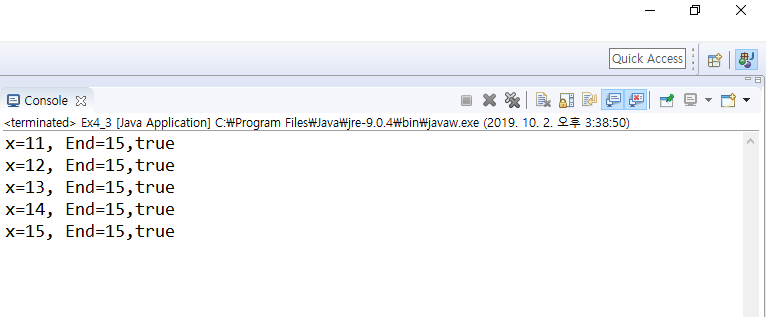 Quick Access
Console
<terminated> Ex4_3 [Java Application] C:₩Program Files₩Java₩jre-9.0.4₩bin₩javaw.exe (2019. 10. 2. 오후 3:38:50)
x=11, End=15,true
x=12, End=15,true
x=13, End=15,true
x=14, End=15,true
x=15, End=15,true